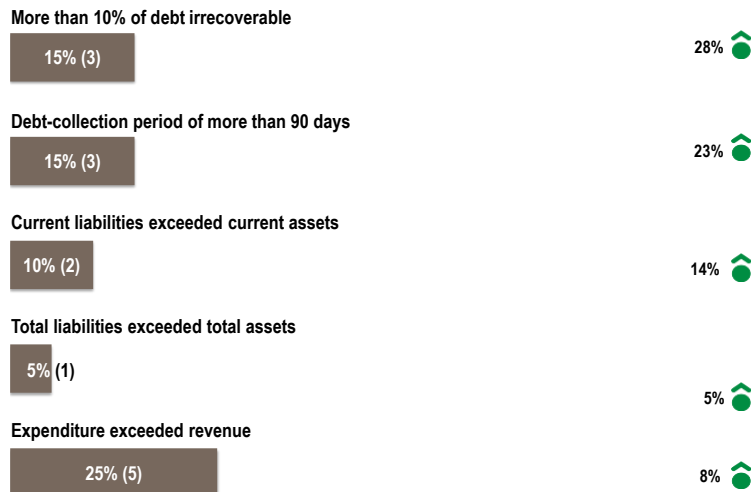 More than 10% of debt irrecoverable
15% (3)
28%
Debt-collection period of more than 90 days
15% (3)
23%
Current liabilities exceeded current assets
10% (2)
14%
Total liabilities exceeded total assets
5% (1)
5%
Expenditure exceeded revenue
25% (5)
8%